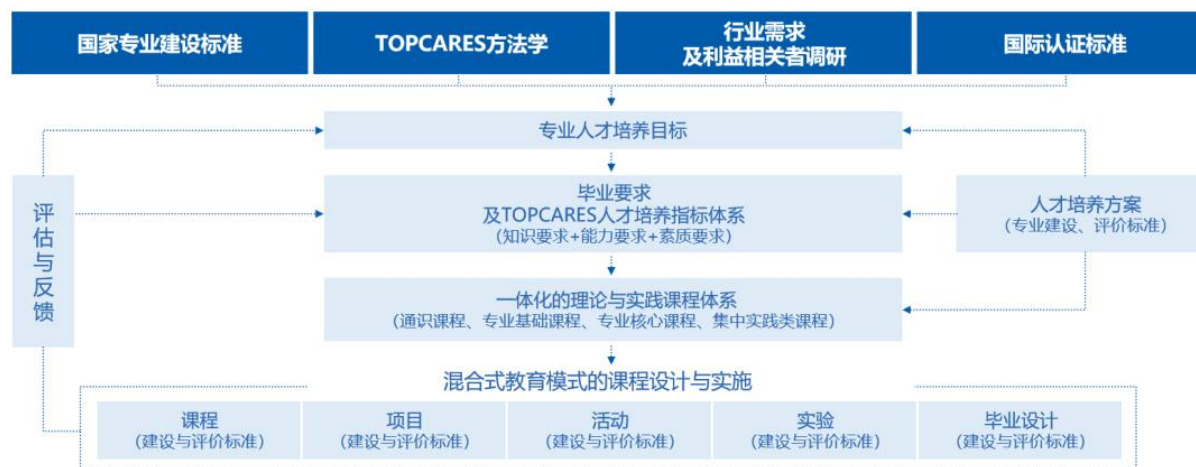 国家专业建设标准
TOPCARES方法学
行业需求
及利益相关者调研
国际认证标准
专业人才培养目标
毕业要求
及TOPCARES人才培养指标体系
(知识要求+能力要求+素质要求)
评估与反馈
人才培养方案
(专业建设、评价标准)
一体化的理论与实践课程体系
(通识课程、专业基础课程、专业核心课程、集中实践类课程)
混合式教育模式的课程设计与实施
课程
(建设与评价标准)
项目
(建设与评价标准)
活动
(建设与评价标准)
实验
(建设与评价标准)
毕业设计
(建设与评价标准)